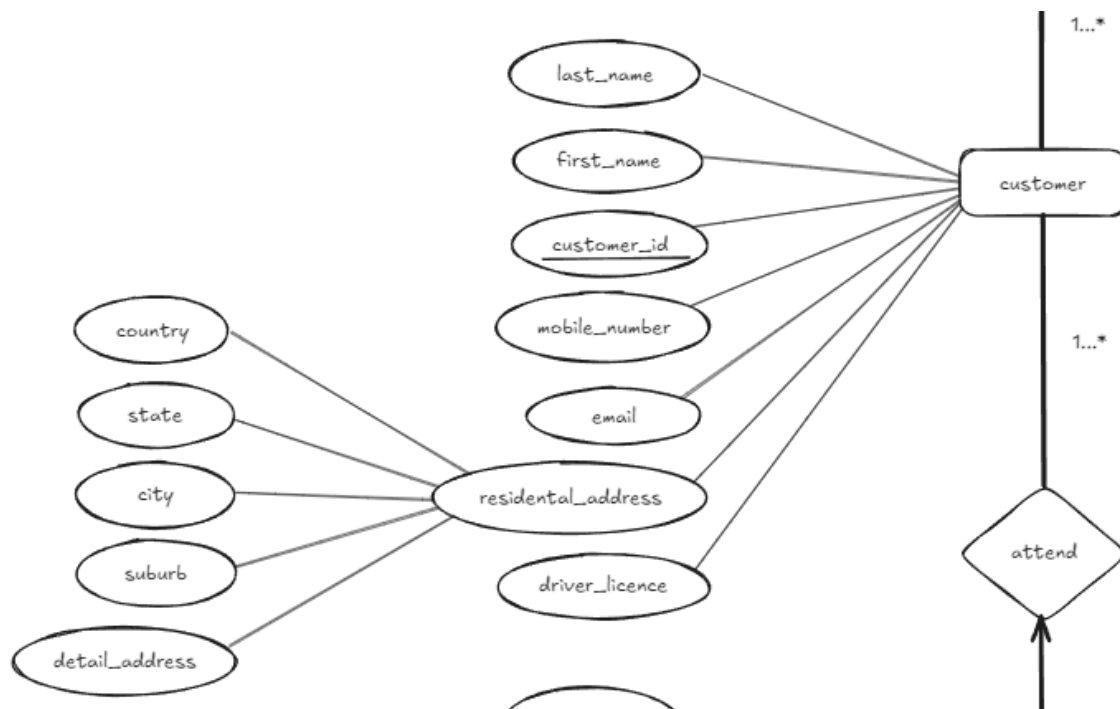 1...*
last_name
first_name
customer
customer_id
mobile_number
country
1...*
state
email
city
residental_address
attend
suburb
driver_licence
detail_address